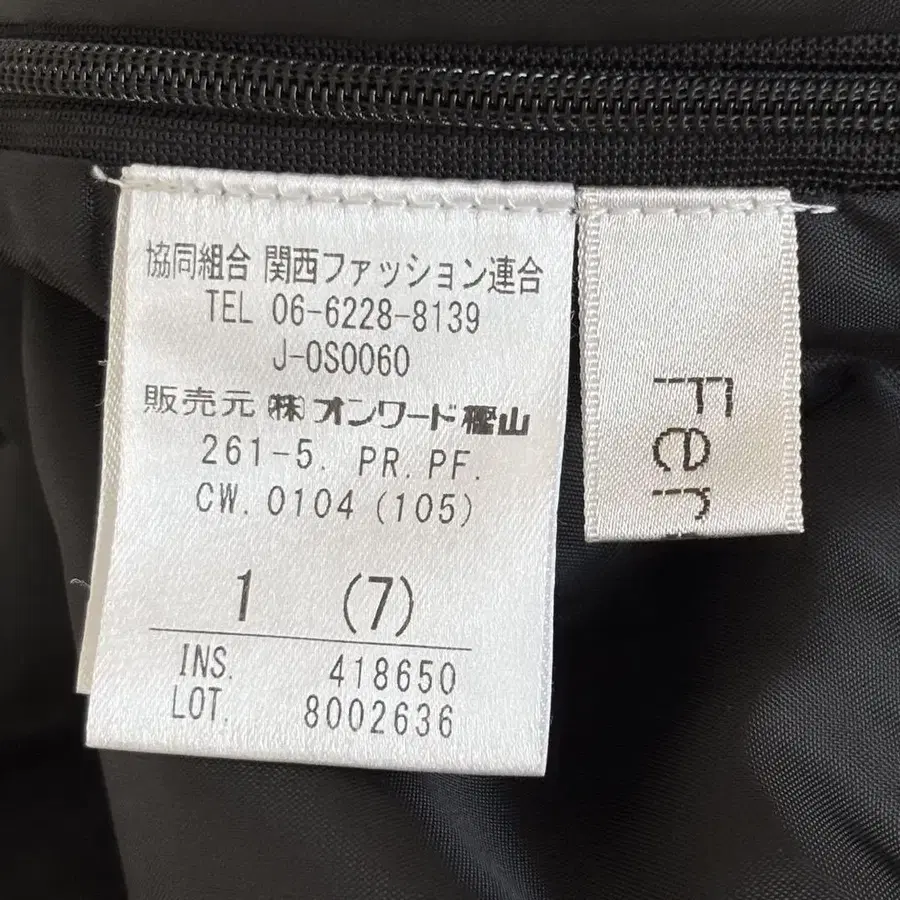 協同組合 関西ファッション連合
TEL 06-6228-8139
J-OS0060
販売元 ㈱オンワード樫山
261-5. PR.PF.
CW.0104(105)
1 (7)
INS. 418650
LOT. 8002636
Fer